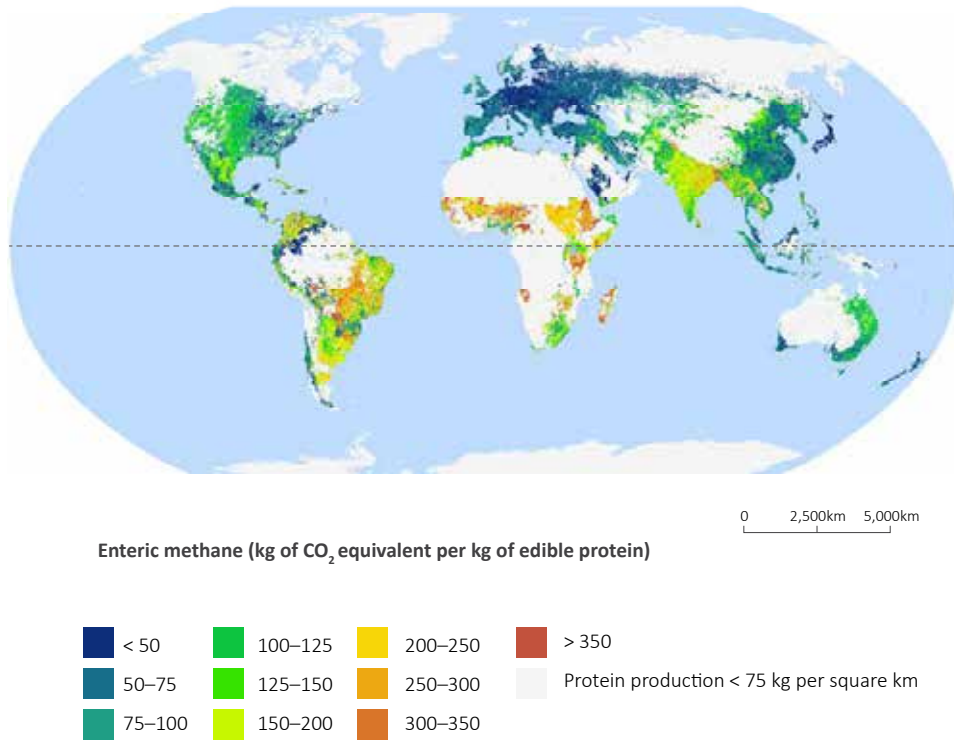 0 2,500km 5,000km
Enteric methane (kg of CO2 equivalent per kg of edible protein)
< 50 100–125 200–250 > 350
50–75 125–150 250–300 Protein production < 75 kg per square km
75–100 150–200 300–350